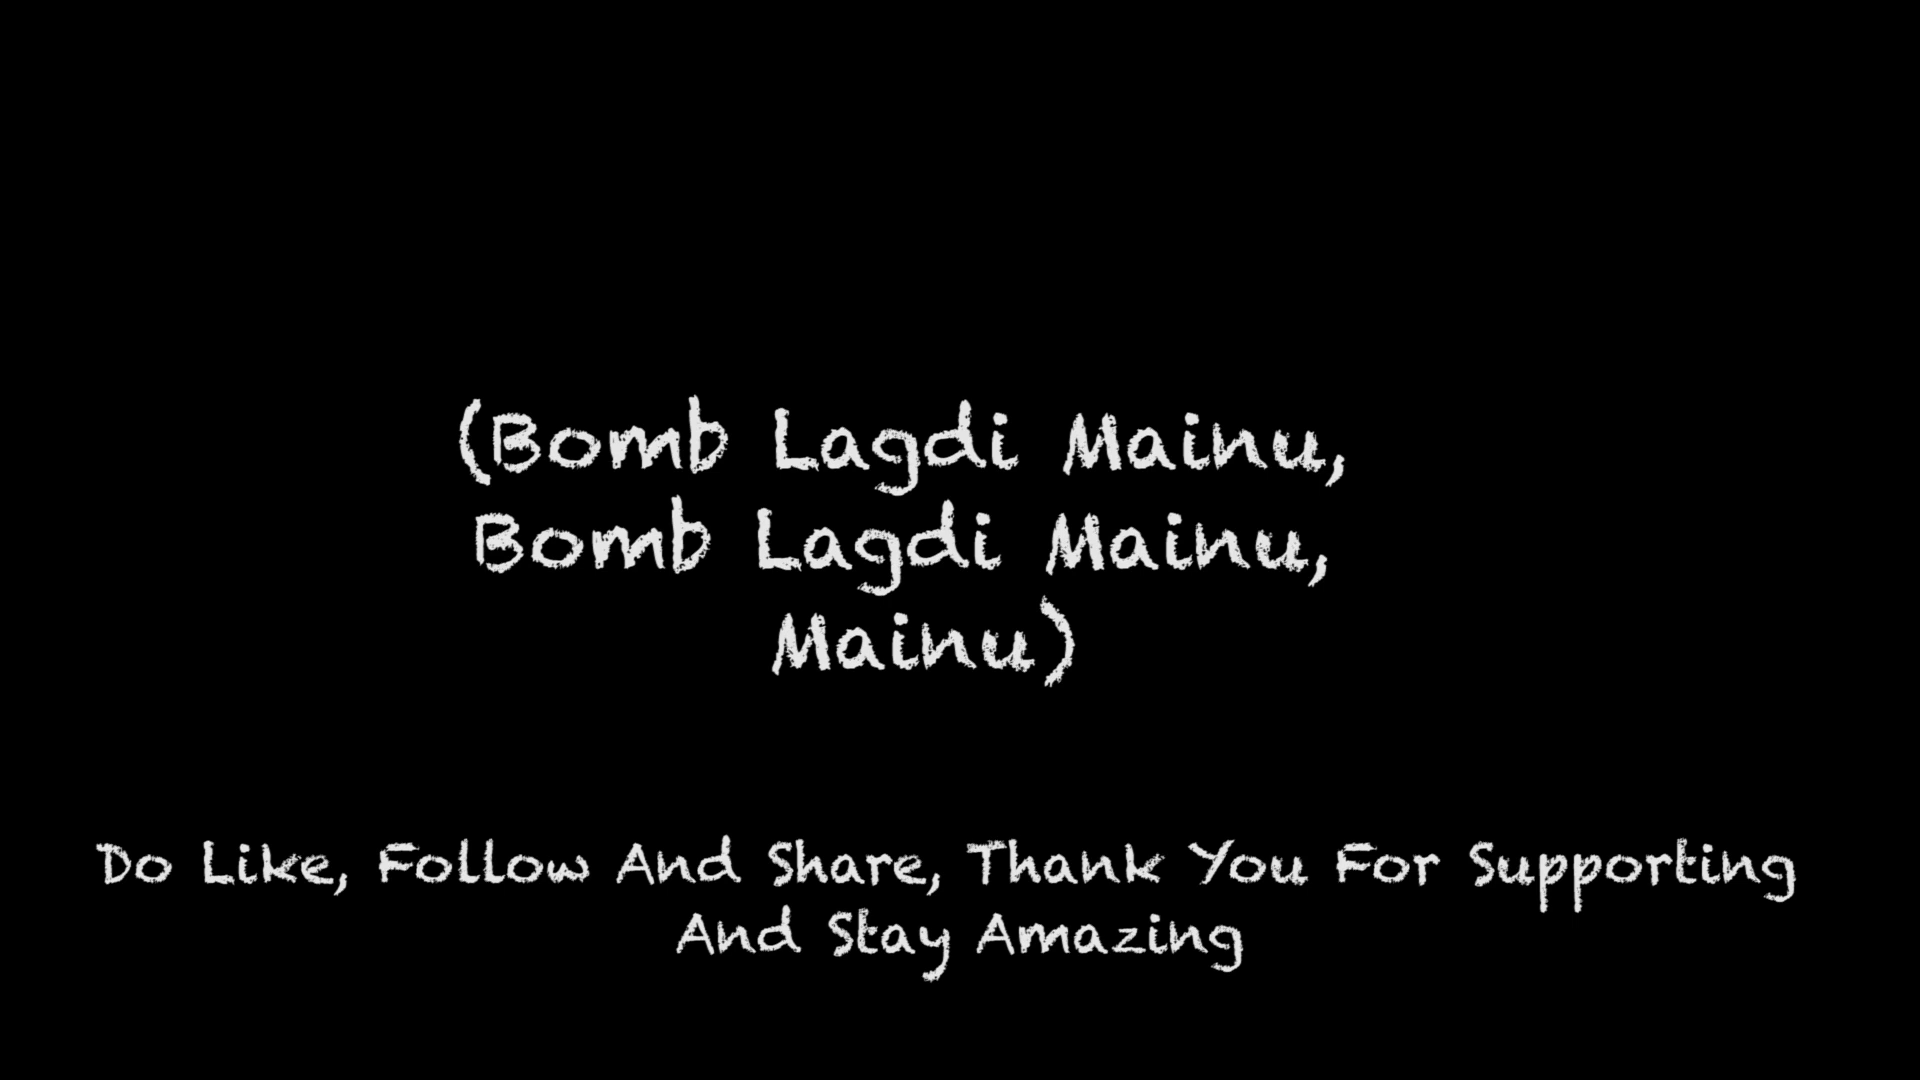 (Bomb Lagdi Mainu,
Bomb Lagdi Mainu,
Mainu)
Do Like, Follow And Share, Thank You For Supporting
And Stay Amazing